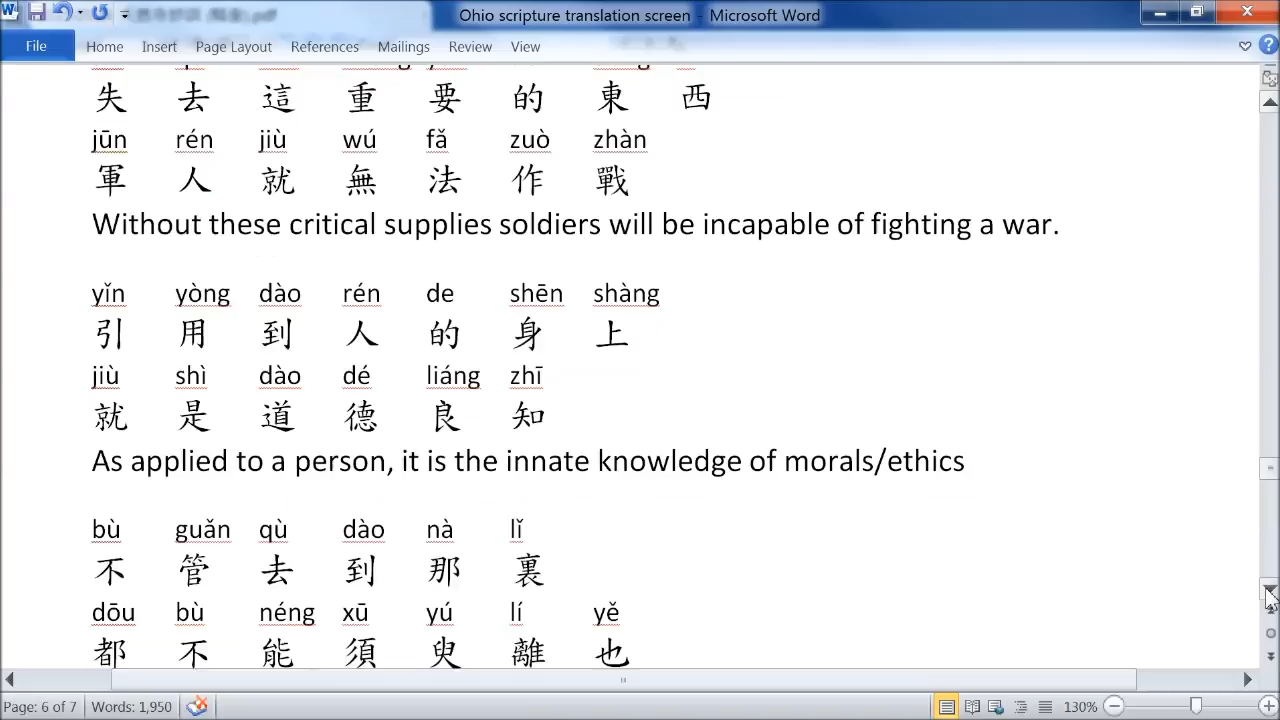 Ohio scripture translation screen - Microsoft Word
File Home Insert Page Layout References Mailings Review View
失 去 這 重 要 的 東 西
jūn rén jiù wú fǎ zuò zhàn
軍 人 就 無 法 作 戰
Without these critical supplies soldiers will be incapable of fighting a war.
yǐn yòng dào rén de shēn shàng
引 用 到 人 的 身 上
jiù shì dào dé liáng zhī
就 是 道 德 良 知
As applied to a person, it is the innate knowledge of morals/ethics
bù guǎn qù dào nà lǐ
不 管 去 到 那 裏
dōu bù néng xū yú lí yě
都 不 能 須 臾 離 也
Page: 6 of 7 Words: 1,950 130%